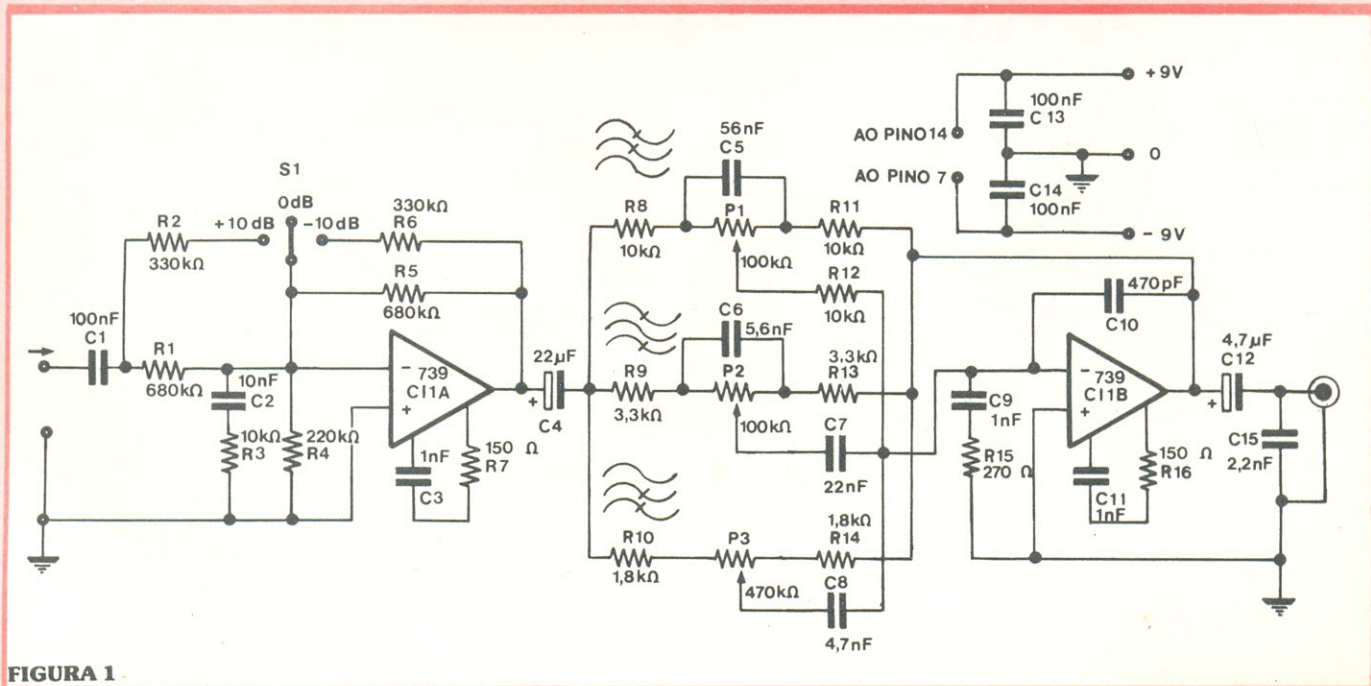 +9V
100nF
C13
AO PINO 14
0
AO PINO 7
C14
100nF
-9V
S1
0dB
+10dB
-10dB
R2
330kΩ
330kΩ
R6
R5
680kΩ
100nF
C1
R1
680kΩ
10nF
C2
10kΩ
R3
220kΩ
R4
-
739
CI1A
+
1nF
C3
150 Ω
R7
22µF
+
C4
56nF
C5
R8
10kΩ
P1
100kΩ
R11
10kΩ
R12
10kΩ
C6
5,6nF
R9
3,3kΩ
P2
100kΩ
3,3kΩ
R13
C7
22nF
R10
1,8kΩ
P3
470kΩ
1,8kΩ
R14
C8
4,7nF
470pF
C10
C9
1nF
R15
270 Ω
-
739
CI1B
+
C11
1nF
150 Ω
R16
4,7µF
C12
+
C15
2,2nF
FIGURA 1